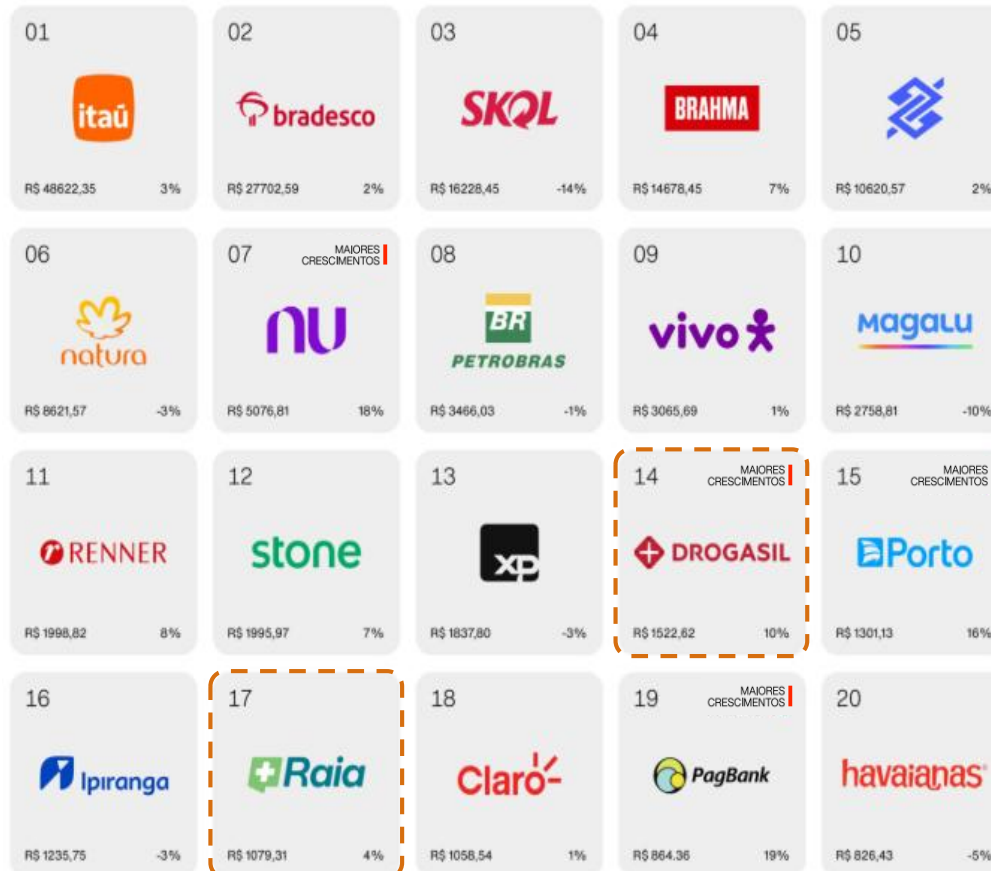 01
itaú
R$ 48622,35 3%
02
bradesco
R$ 27702,59 2%
03
SKOL
R$ 16228,45 -14%
04
BRAHMA
R$ 14678,45 7%
05
R$ 10620,57 2%
06
natura
R$ 8621,57 -3%
07
MAIORES
CRESCIMENTOS
nu
R$ 5076,81 18%
08
BR
PETROBRAS
R$ 3466,03 -1%
09
vivo
R$ 3065,69 1%
10
Magalu
R$ 2758,81 -10%
11
r RENNER
R$ 1998,82 8%
12
stone
R$ 1995,97 7%
13
xp
R$ 1837,80 -3%
14
MAIORES
CRESCIMENTOS
DROGASIL
R$ 1522,62 10%
15
MAIORES
CRESCIMENTOS
Porto
R$ 1301,13 16%
16
Ipiranga
R$ 1235,75 -3%
17
Raia
R$ 1079,31 4%
18
Claro
R$ 1058,54 1%
19
MAIORES
CRESCIMENTOS
PagBank
R$ 864.36 19%
20
havaianas®
R$ 826,43 -5%